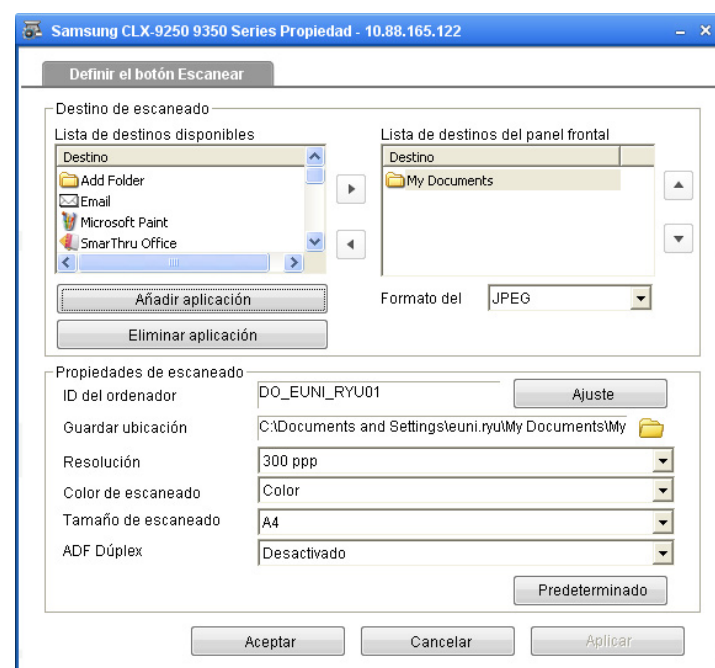 Samsung CLX-9250 9350 Series Propiedad - 10.88.165.122
Definir el botón Escanear
Destino de escaneado
Lista de destinos disponibles
Destino
Add Folder
Email
Microsoft Paint
SmarThru Office
Añadir aplicación
Eliminar aplicación
Lista de destinos del panel frontal
Destino
My Documents
Formato del JPEG
Propiedades de escaneado
ID del ordenador DO_EUNI_RYU01 Ajuste
Guardar ubicación C:\Documents and Settings\euni.ryu\My Documents\My
Resolución 300 ppp
Color de escaneado Color
Tamaño de escaneado A4
ADF Dúplex Desactivado
Predeterminado
Aceptar Cancelar Aplicar